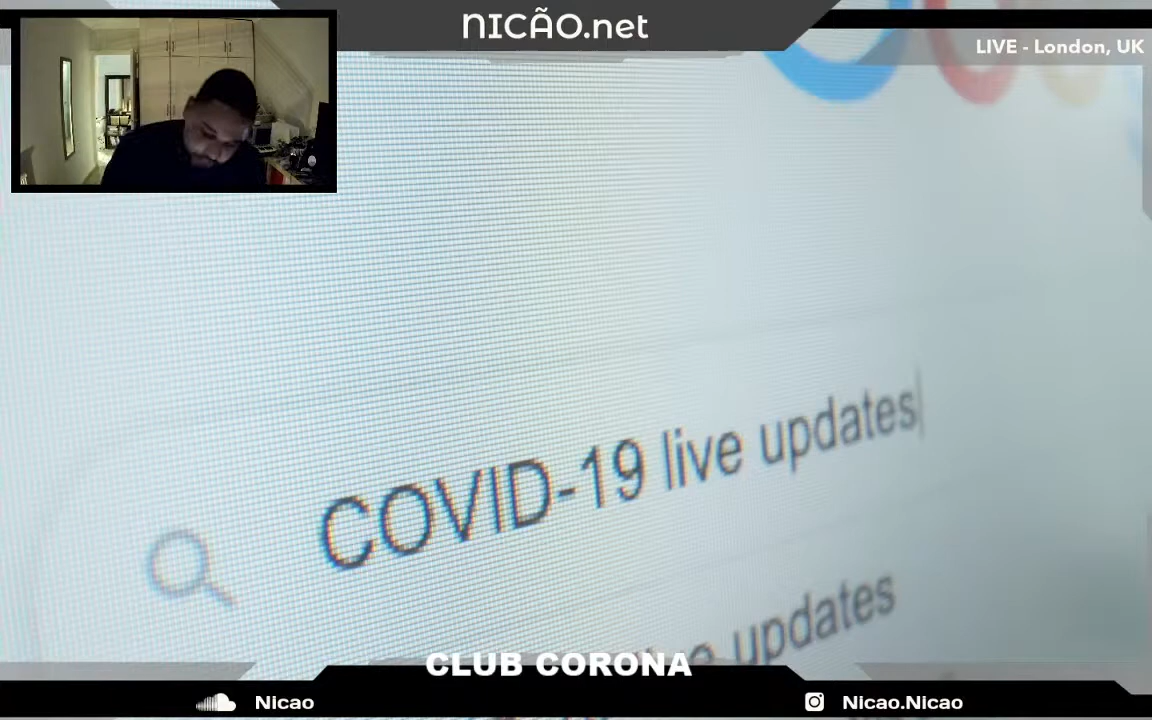 NICÃO.net
LIVE - London, UK
COVID-19 live updates
updates
CLUB CORONA
Nicao
Nicao.Nicao